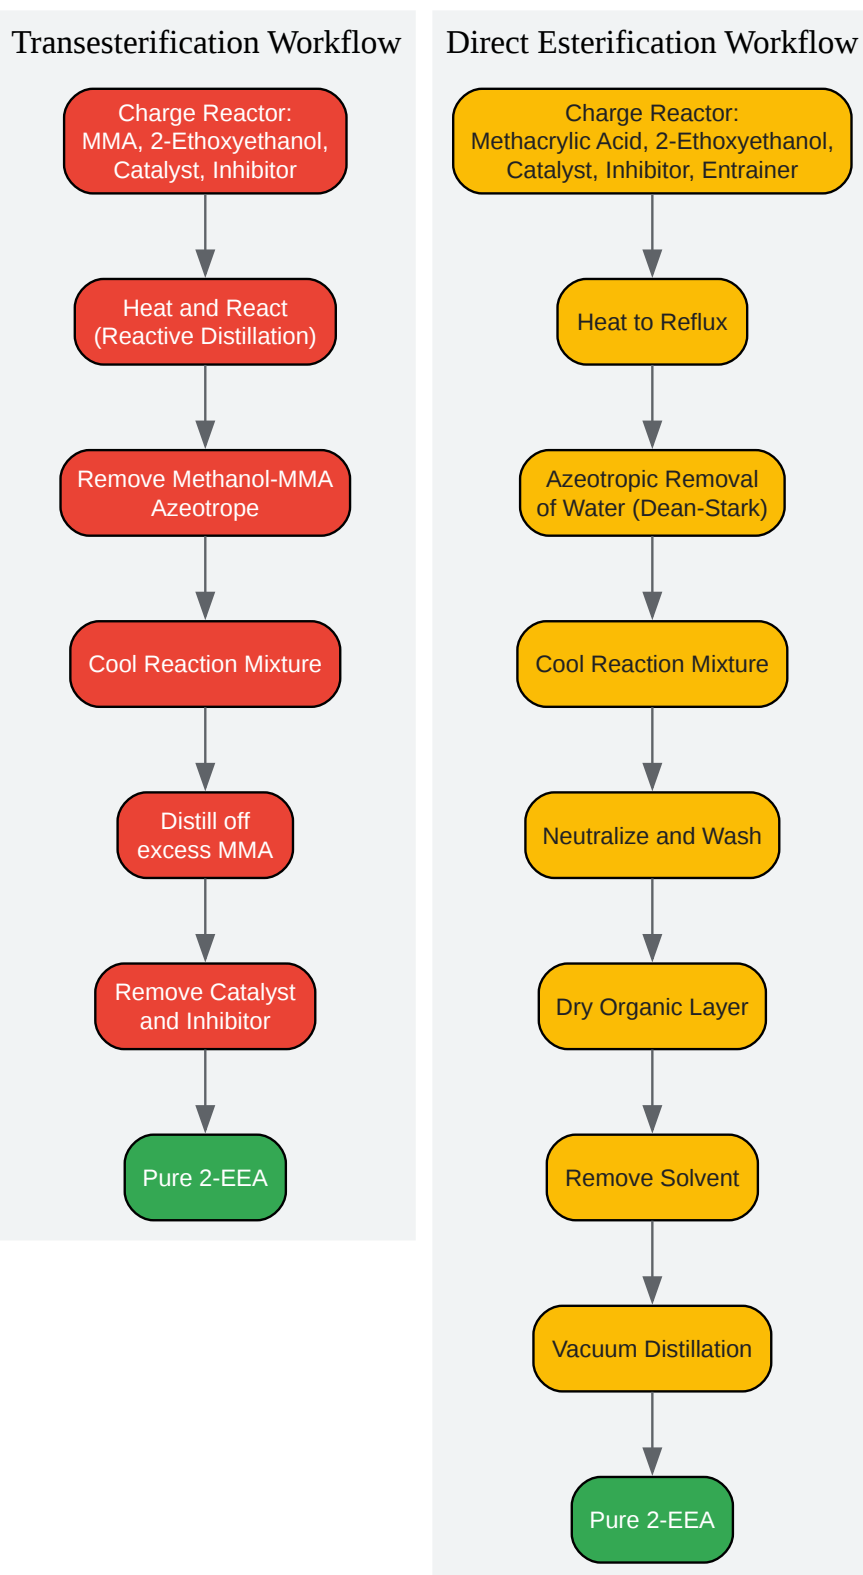 Transesterification Workflow
Charge Reactor:
MMA, 2-Ethoxyethanol,
Catalyst, Inhibitor
Heat and React
(Reactive Distillation)
Remove Methanol-MMA
Azeotrope
Cool Reaction Mixture
Distill off
excess MMA
Remove Catalyst
and Inhibitor
Pure 2-EEA
Direct Esterification Workflow
Charge Reactor:
Methacrylic Acid, 2-Ethoxyethanol,
Catalyst, Inhibitor, Entrainer
Heat to Reflux
Azeotropic Removal
of Water (Dean-Stark)
Cool Reaction Mixture
Neutralize and Wash
Dry Organic Layer
Remove Solvent
Vacuum Distillation
Pure 2-EEA